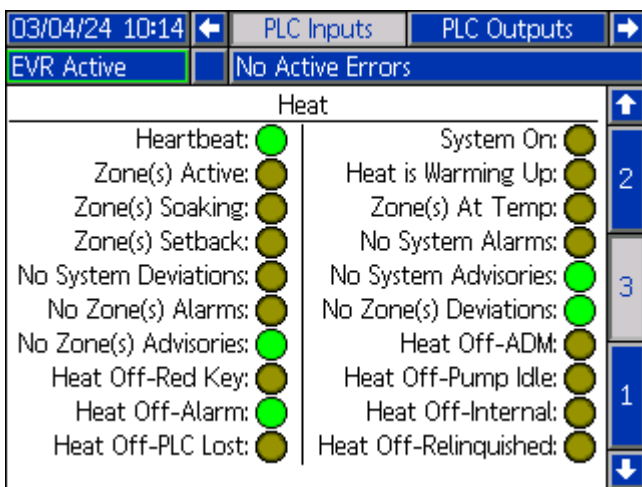 03/04/24 10:14 PLC Inputs PLC Outputs
EVR Active No Active Errors
Heat
Heartbeat: System On:
Zone(s) Active: Heat is Warming Up:
Zone(s) Soaking: Zone(s) At Temp:
Zone(s) Setback: No System Alarms:
No System Deviations: No System Advisories:
No Zone(s) Alarms: No Zone(s) Deviations:
No Zone(s) Advisories: Heat Off-ADM:
Heat Off-Red Key: Heat Off-Pump Idle:
Heat Off-Alarm: Heat Off-Internal:
Heat Off-PLC Lost: Heat Off-Relinquished:
2
3
1